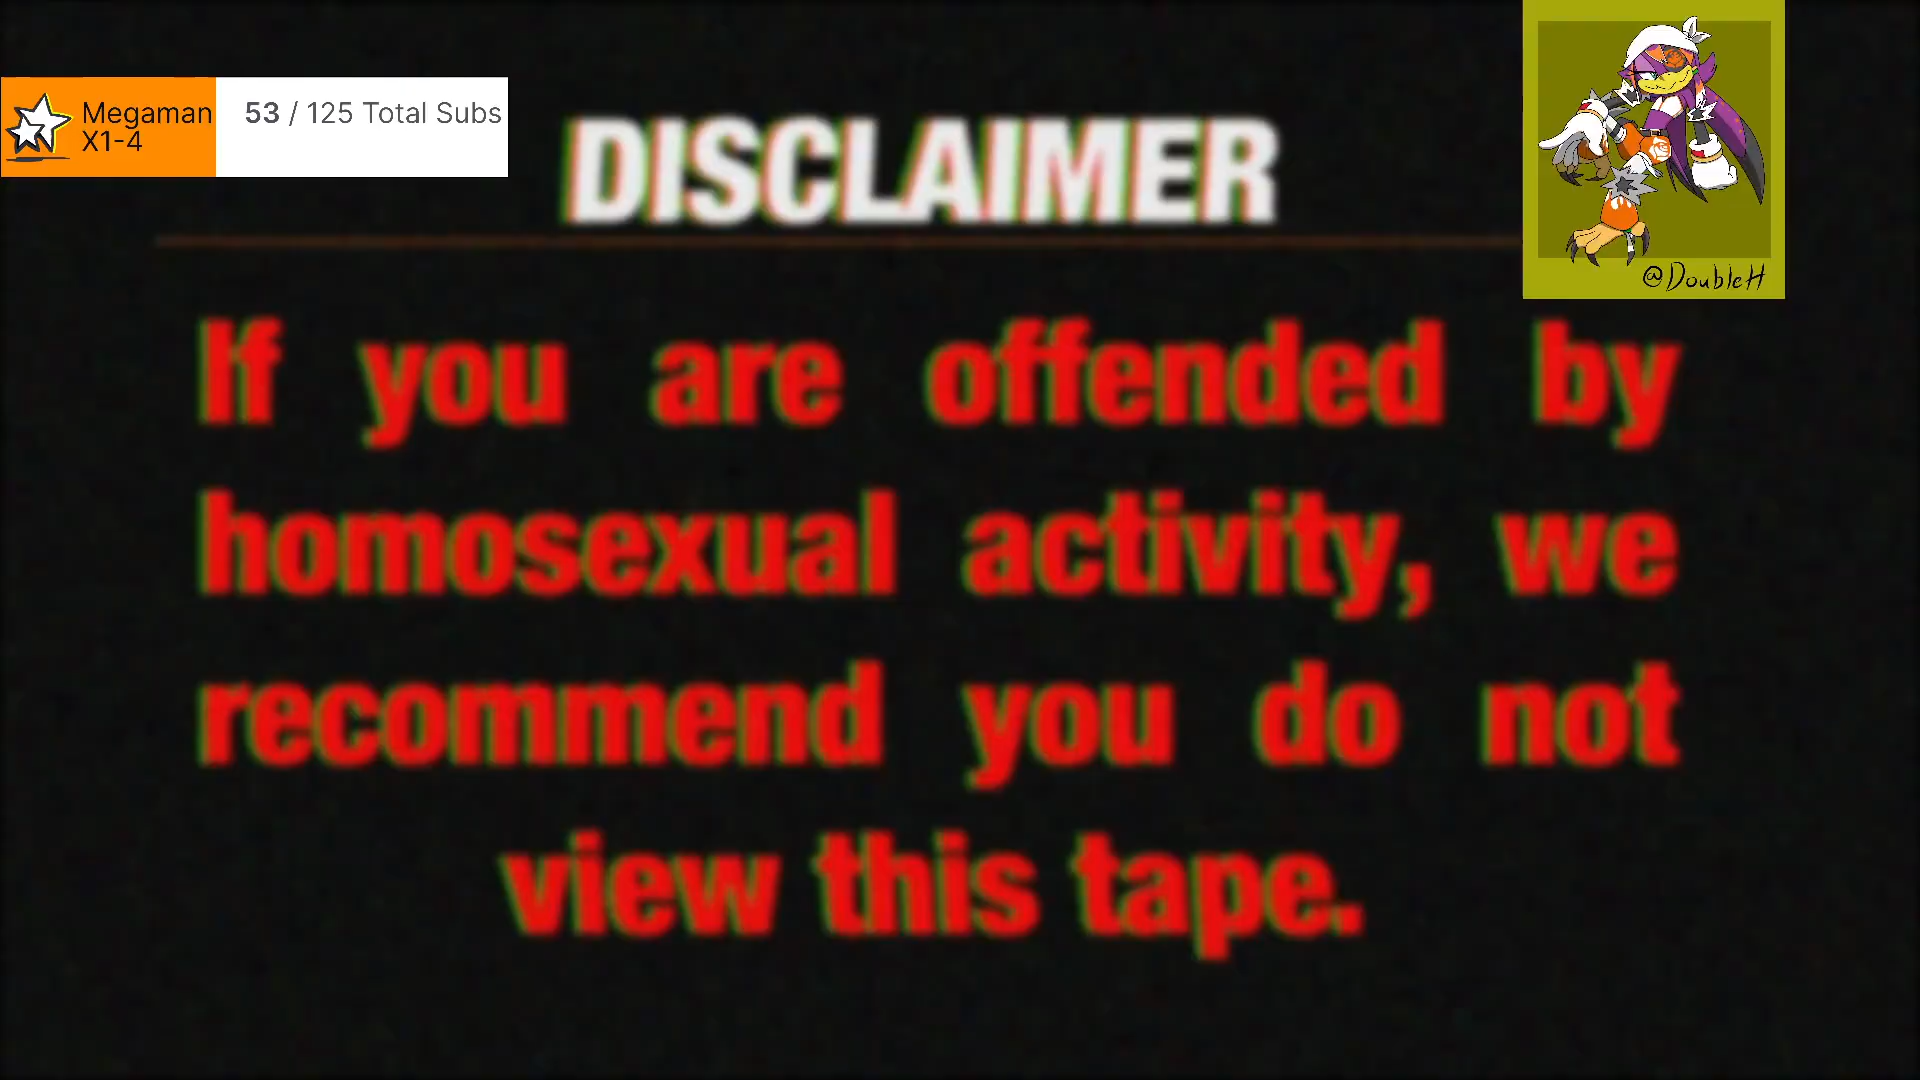 Megaman
X1-4
53 / 125 Total Subs
DISCLAIMER
@DoubleH
If you are offended by
homosexual activity, we
recommend you do not
view this tape.